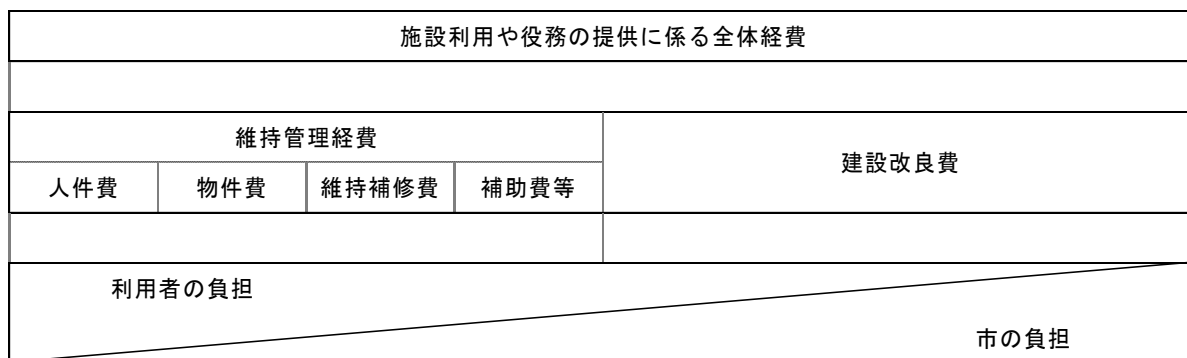 施設利用や役務の提供に係る全体経費
維持管理経費
建設改良費
人件費
物件費
維持補修費
補助費等
利用者の負担
市の負担